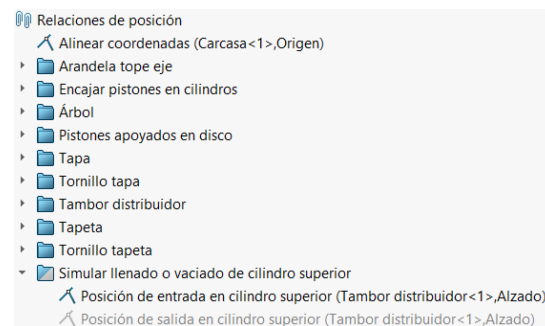 Relaciones de posición
Alinear coordenadas (Carcasa<1>,Origen)
Arandela tope eje
Encajar pistones en cilindros
Árbol
Pistones apoyados en disco
Tapa
Tornillo tapa
Tambor distribuidor
Tapeta
Tornillo tapeta
Simular llenado o vaciado de cilindro superior
Posición de entrada en cilindro superior (Tambor distribuidor<1>,Alzado)
Posición de salida en cilindro superior (Tambor distribuidor<1>,Alzado)